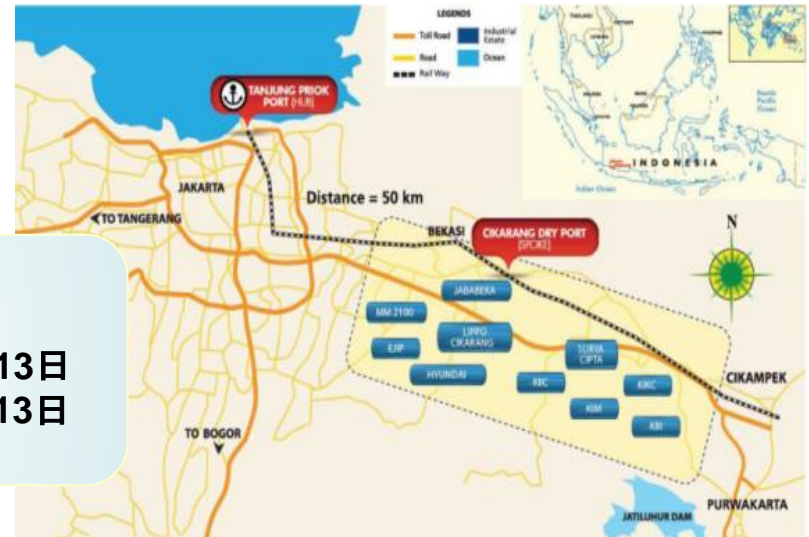 LEGENDS
Toll Road
Industrial
Estate
Road
Ocean
Rail Way
THAILAND
INDONESIA
Indian Ocean
North
Pacific
Ocean
TANJUNG PRIOK
PORT (HUB)
JAKARTA
Distance = 50 km
TO TANGERANG
BEKASI
CIKARANG DRY PORT
(SPOKE)
N
JABABEKA
MM 2100
LIPPO
CIKARANG
EJIP
SURYA
CIPTA
HYUNDAI
KIIC
KIKC
CIKAMPEK
KIM
KBI
13日
13日
TO BOGOR
PURWAKARTA
JATILUHUR DAM